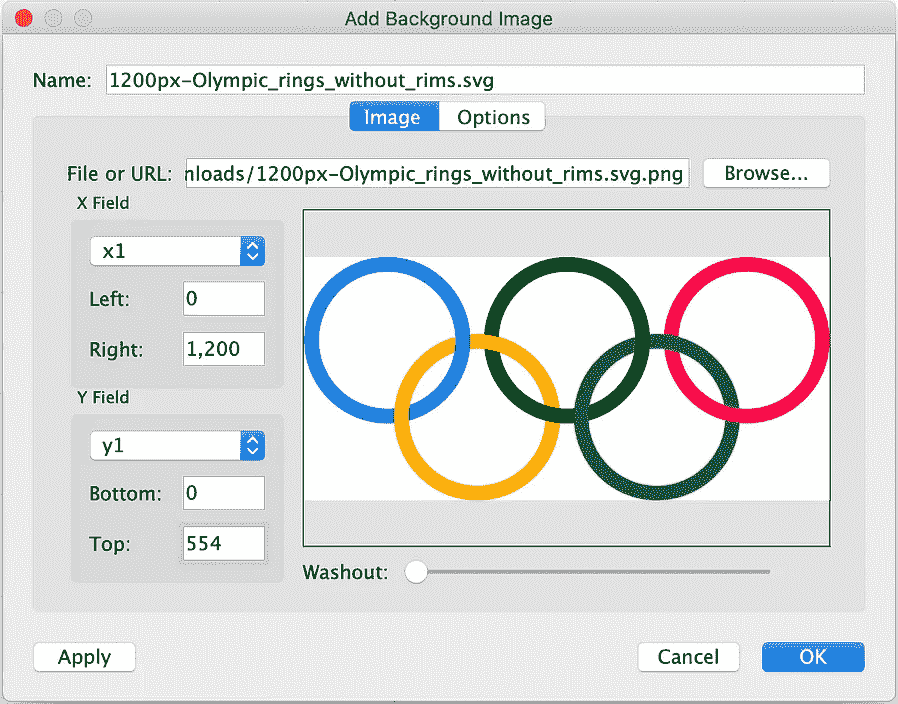 Add Background Image
Name: 1200px-Olympic_rings_without_rims.svg
Image Options
File or URL: nloads/1200px-Olympic_rings_without_rims.svg.png Browse...
X Field
x1
Left: 0
Right: 1,200
Y Field
y1
Bottom: 0
Top: 554
Washout:
Apply Cancel OK